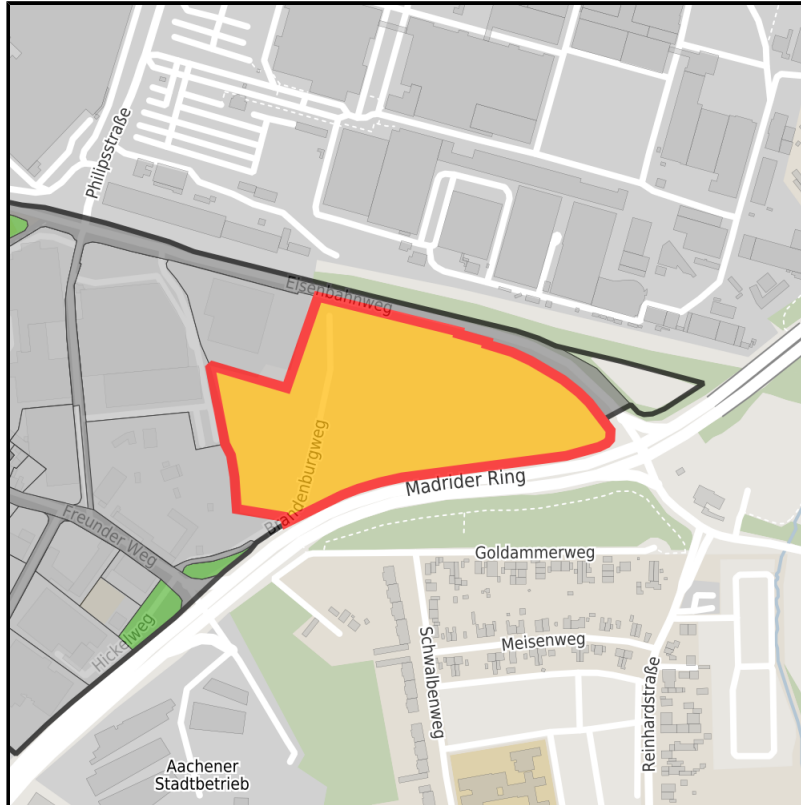 Philipsstraße
Eisenbahnweg
Brandenburgweg
Madrider Ring
Freunder Weg
Goldammerweg
Hickelweg
Schwalbenweg
Meisenweg
Reinhardstraße
Aachener
Stadtbetrieb